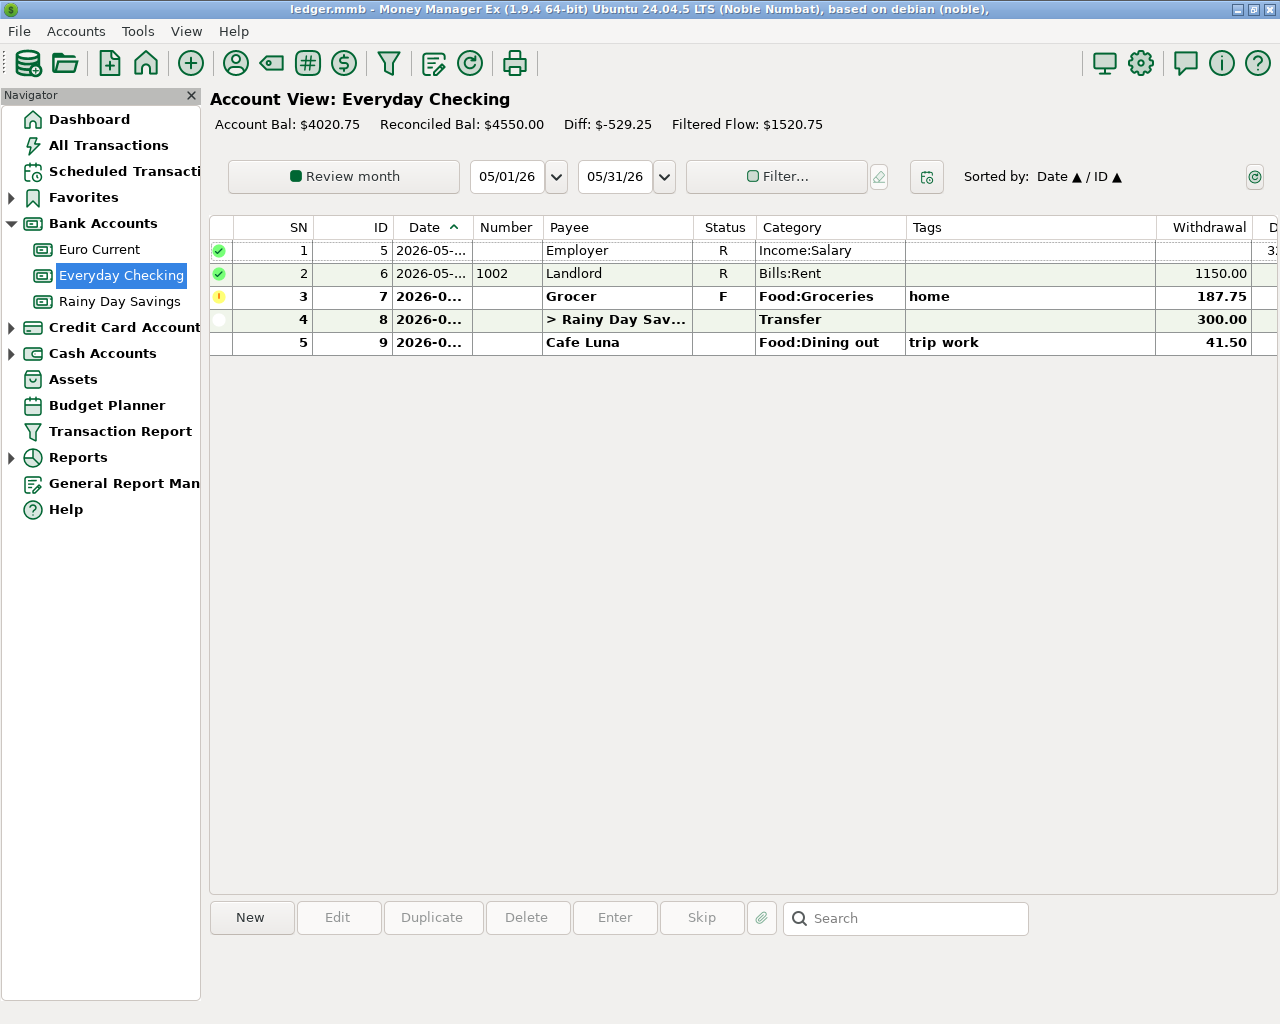 ledger.mmb - Money Manager Ex (1.9.4 64-bit) Ubuntu 24.04.5 LTS (Noble Numbat), based on debian (noble),
File Accounts Tools View Help
Navigator
Dashboard
All Transactions
Scheduled Transacti
Favorites
Bank Accounts
Euro Current
Everyday Checking
Rainy Day Savings
Credit Card Account
Cash Accounts
Assets
Budget Planner
Transaction Report
Reports
General Report Man
Help
Account View: Everyday Checking
Account Bal: $4020.75 Reconciled Bal: $4550.00 Diff: $-529.25 Filtered Flow: $1520.75
Review month 05/01/26 05/31/26 Filter... Sorted by: Date ▲ / ID ▲
SN ID Date Number Payee Status Category Tags Withdrawal D
1 5 2026-05-... Employer R Income:Salary 3
2 6 2026-05-... 1002 Landlord R Bills:Rent 1150.00
3 7 2026-0... Grocer F Food:Groceries home 187.75
4 8 2026-0... > Rainy Day Sav... Transfer 300.00
5 9 2026-0... Cafe Luna Food:Dining out trip work 41.50
New Edit Duplicate Delete Enter Skip Search